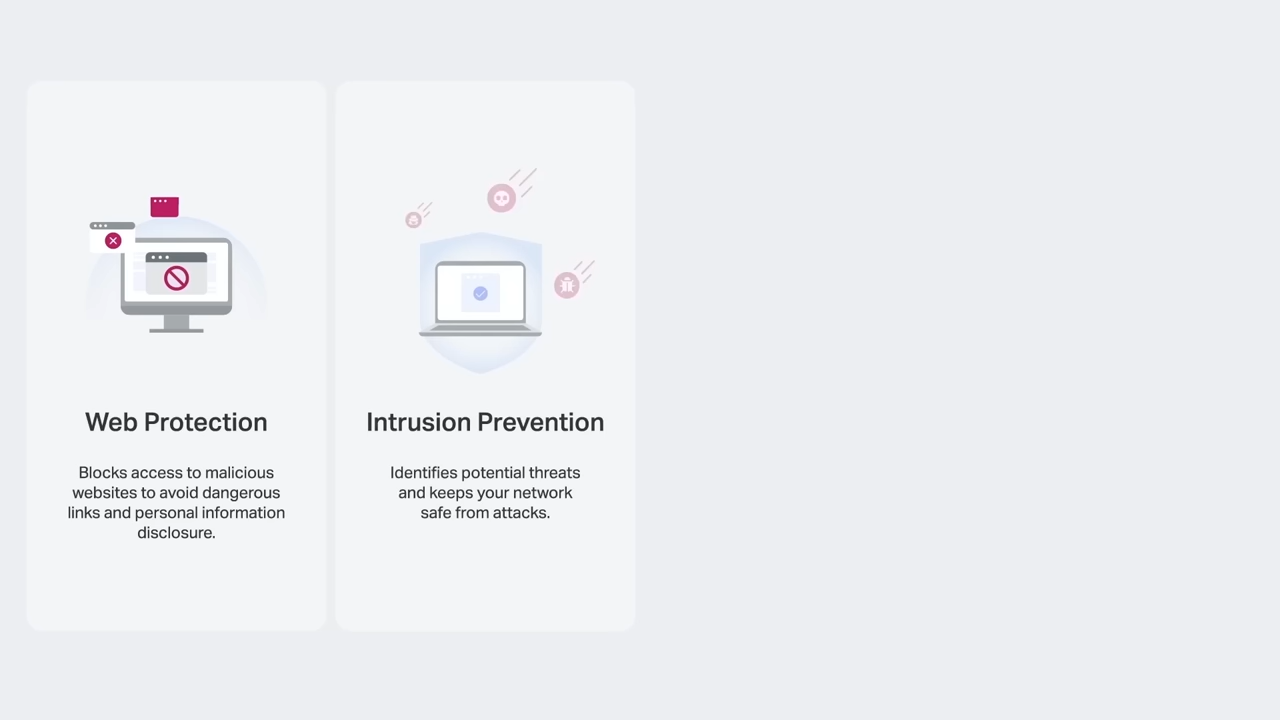 Web Protection
Blocks access to malicious
websites to avoid dangerous
links and personal information
disclosure.
Intrusion Prevention
Identifies potential threats
and keeps your network
safe from attacks.